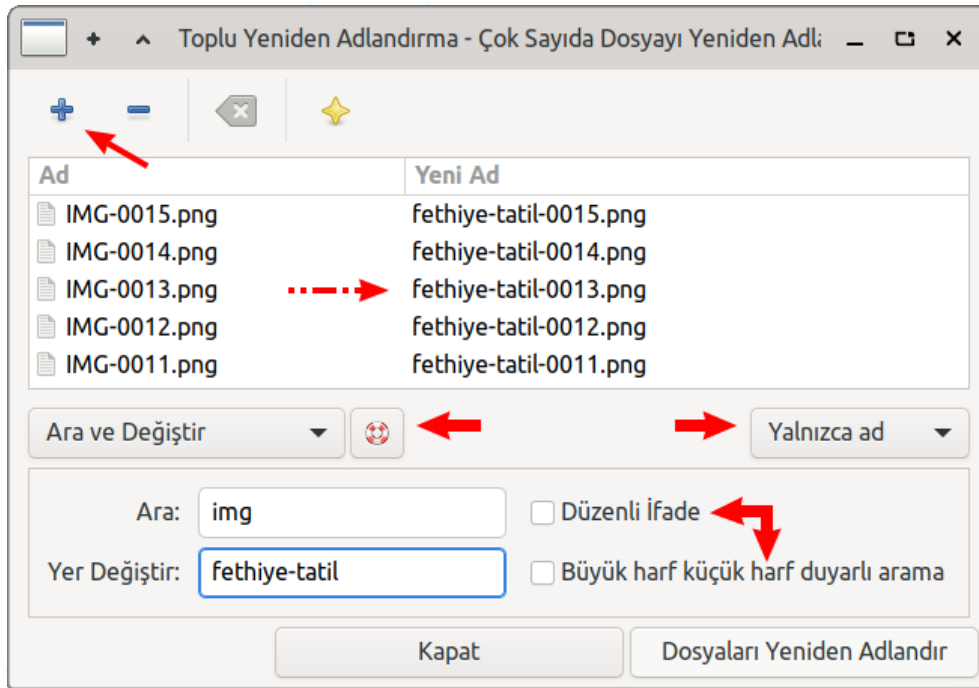 Toplu Yeniden Adlandırma - Çok Sayıda Dosyayı Yeniden Adla
Ad Yeni Ad
IMG-0015.png fethiye-tatil-0015.png
IMG-0014.png fethiye-tatil-0014.png
IMG-0013.png fethiye-tatil-0013.png
IMG-0012.png fethiye-tatil-0012.png
IMG-0011.png fethiye-tatil-0011.png
Ara ve Değiştir Yalnızca ad
Ara: img Düzenli İfade
Yer Değiştir: fethiye-tatil Büyük harf küçük harf duyarlı arama
Kapat Dosyaları Yeniden Adlandır